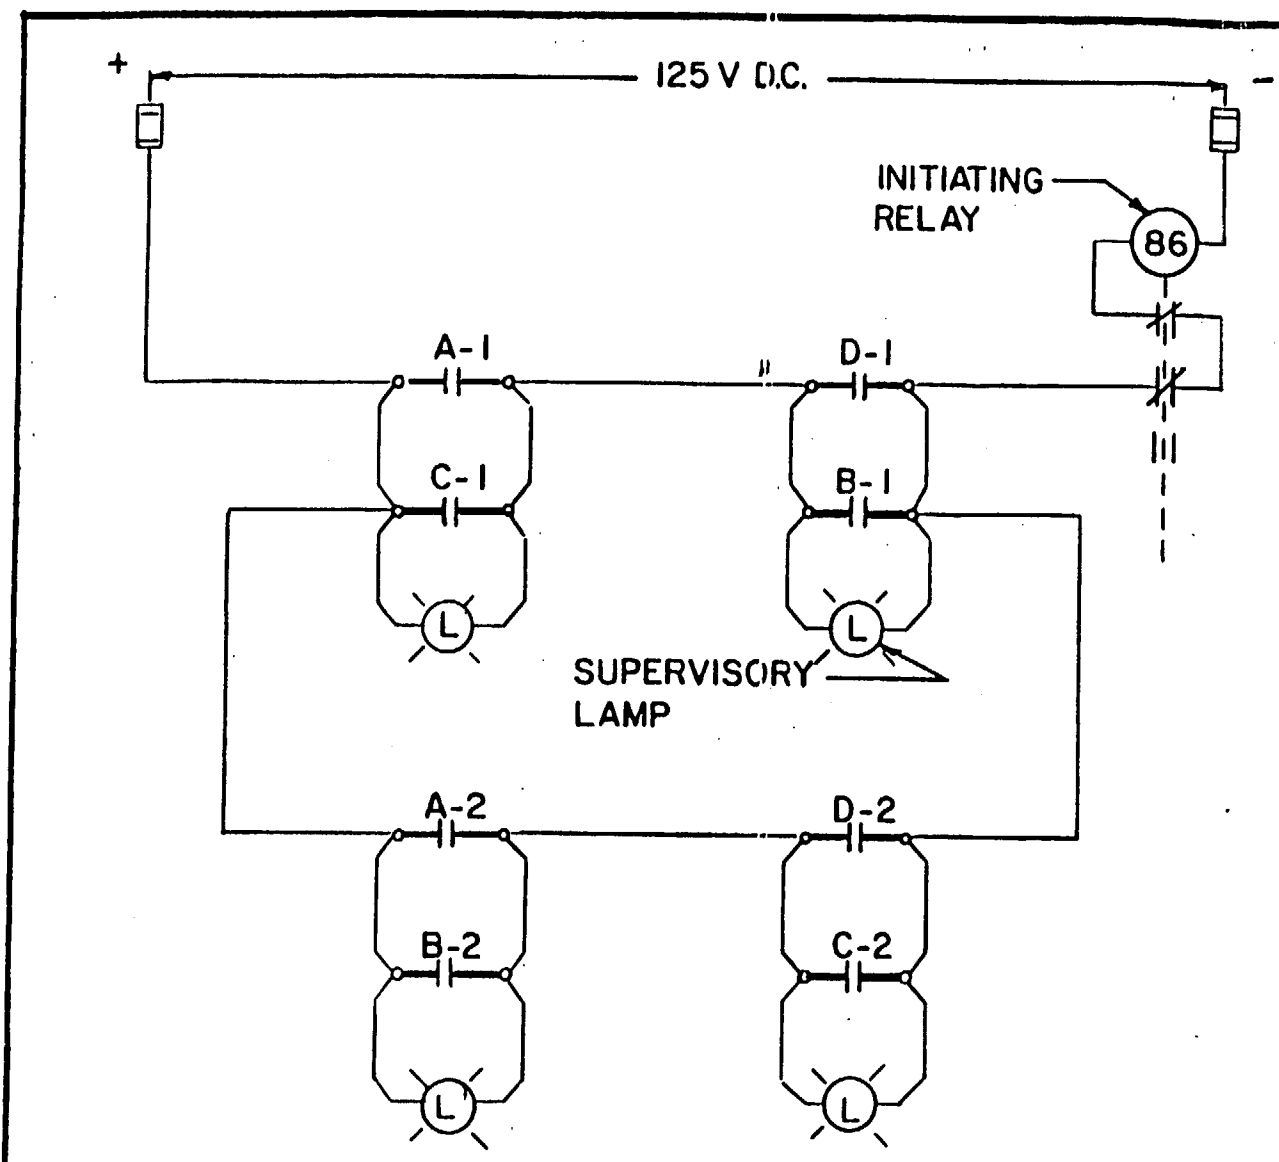 + 125 V D.C. -
INITIATING
RELAY
86
A-1 D-1
C-1 B-1
L L
SUPERVISORY
LAMP
A-2 D-2
B-2 C-2
L L